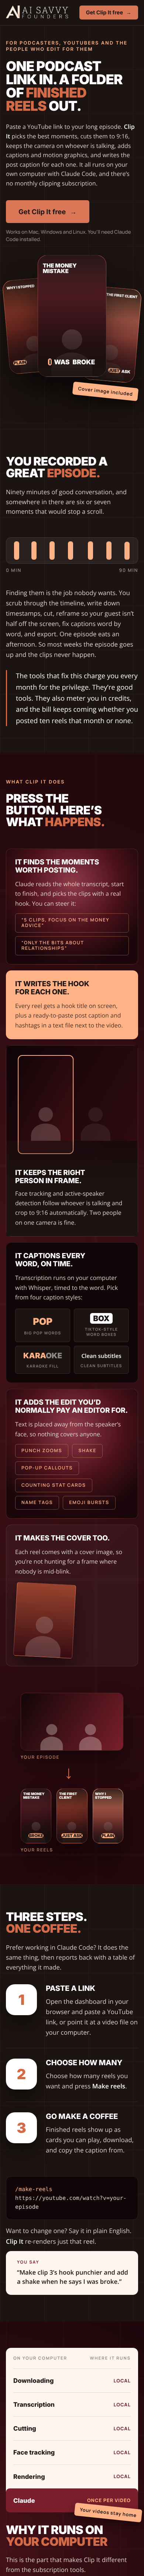 AI SAVVY
FOUNDERS
Get Clip It free →
FOR PODCASTERS, YOUTUBERS AND THE
PEOPLE WHO EDIT FOR THEM
ONE PODCAST
LINK IN. A FOLDER
OF FINISHED
REELS OUT.
Paste a YouTube link to your long episode. Clip
It picks the best moments, cuts them to 9:16,
keeps the camera on whoever is talking, adds
captions and motion graphics, and writes the
post caption for each one. It all runs on your
own computer with Claude Code, and there's
no monthly clipping subscription.
Get Clip It free →
Works on Mac, Windows and Linux. You'll need Claude
Code installed.
WHY I STOPPED
THE MONEY
MISTAKE
THE FIRST CLIENT
PLAIN
I WAS BROKE
JUST ASK
Cover image included
YOU RECORDED A
GREAT EPISODE.
Ninety minutes of good conversation, and
somewhere in there are six or seven
moments that would stop a scroll.
0 MIN
90 MIN
Finding them is the job nobody wants. You
scrub through the timeline, write down
timestamps, cut, reframe so your guest isn't
half off the screen, fix captions word by
word, and export. One episode eats an
afternoon. So most weeks the episode goes
up and the clips never happen.
The tools that fix this charge you every
month for the privilege. They're good
tools. They also meter you in credits,
and the bill keeps coming whether you
posted ten reels that month or none.
WHAT CLIP IT DOES
PRESS THE
BUTTON. HERE'S
WHAT HAPPENS.
IT FINDS THE MOMENTS
WORTH POSTING.
Claude reads the whole transcript, start
to finish, and picks the clips with a real
hook. You can steer it:
"5 CLIPS, FOCUS ON THE MONEY
ADVICE"
"ONLY THE BITS ABOUT
RELATIONSHIPS"
IT WRITES THE HOOK
FOR EACH ONE.
Every reel gets a hook title on screen,
plus a ready-to-paste post caption and
hashtags in a text file next to the video.
IT KEEPS THE RIGHT
PERSON IN FRAME.
Face tracking and active-speaker
detection follow whoever is talking and
crop to 9:16 automatically. Two people
on one camera is fine.
IT CAPTIONS EVERY
WORD, ON TIME.
Transcription runs on your computer
with Whisper, timed to the word. Pick
from four caption styles:
POP
BIG POP WORDS
BOX
TIKTOK-STYLE
WORD BOXES
KARAOKE
KARAOKE FILL
Clean subtitles
CLEAN SUBTITLES
IT ADDS THE EDIT YOU'D
NORMALLY PAY AN EDITOR FOR.
Text is placed away from the speaker's
face, so nothing covers anyone.
PUNCH ZOOMS
SHAKE
POP-UP CALLOUTS
COUNTING STAT CARDS
NAME TAGS
EMOJI BURSTS
IT MAKES THE COVER TOO.
Each reel comes with a cover image, so
you're not hunting for a frame where
nobody is mid-blink.
YOUR EPISODE
↓
THE MONEY
MISTAKE
THE FIRST
CLIENT
WHY I
STOPPED
BROKE
JUST ASK
PLAIN
YOUR REELS
THREE STEPS.
ONE COFFEE.
Prefer working in Claude Code? It does the
same thing, then reports back with a table of
everything it made.
1
PASTE A LINK
Open the dashboard in your
browser and paste a YouTube
link, or point it at a video file on
your computer.
2
CHOOSE HOW MANY
Choose how many reels you
want and press Make reels.
3
GO MAKE A COFFEE
Finished reels show up as
cards you can play, download,
and copy the caption from.
/make-reels
https://youtube.com/watch?v=your-
episode
Want to change one? Say it in plain English.
Clip It re-renders just that reel.
YOU SAY
"Make clip 3's hook punchier and add
a shake when he says I was broke."
ON YOUR COMPUTER
WHERE IT RUNS
Downloading LOCAL
Transcription LOCAL
Cutting LOCAL
Face tracking LOCAL
Rendering LOCAL
Claude ONCE PER VIDEO
Your videos stay home
WHY IT RUNS ON
YOUR COMPUTER
This is the part that makes Clip It different
from the subscription tools.